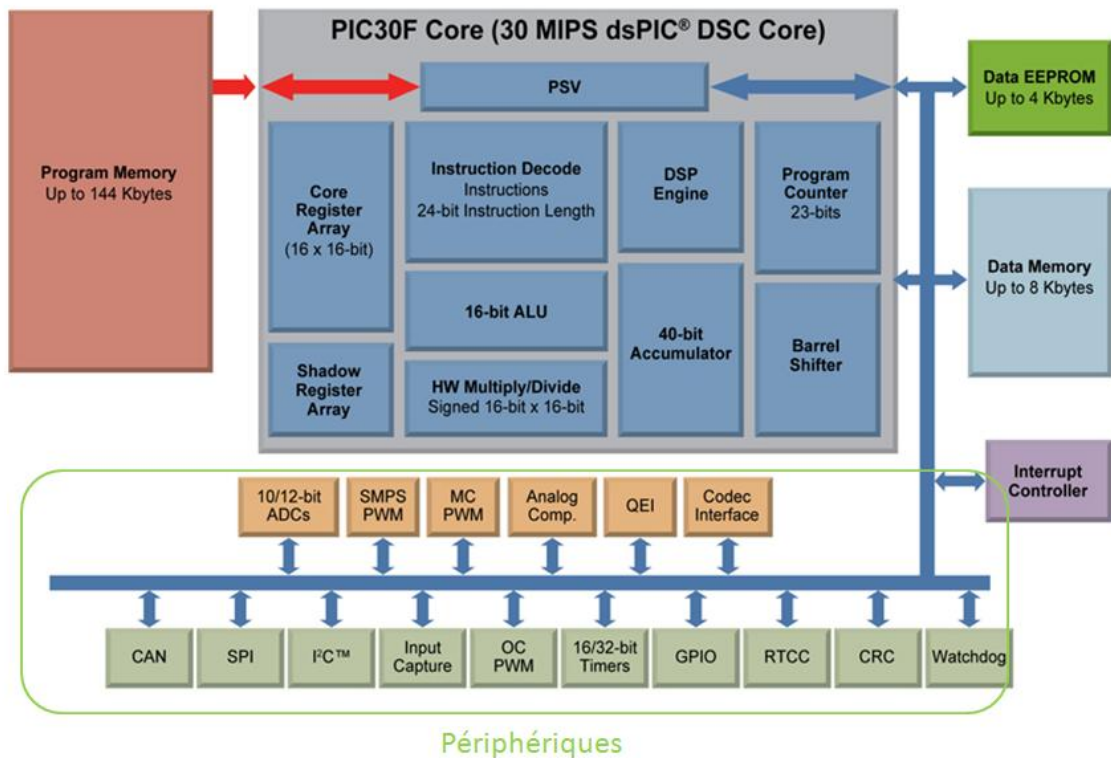 PIC30F Core (30 MIPS dsPIC® DSC Core)
Program Memory
Up to 144 Kbytes
PSV
Core
Register
Array
(16 x 16-bit)
Instruction Decode
Instructions
24-bit Instruction Length
DSP
Engine
Program
Counter
23-bits
16-bit ALU
40-bit
Accumulator
Barrel
Shifter
Shadow
Register
Array
HW Multiply/Divide
Signed 16-bit x 16-bit
Data EEPROM
Up to 4 Kbytes
Data Memory
Up to 8 Kbytes
Interrupt
Controller
10/12-bit
ADCs
SMPS
PWM
MC
PWM
Analog
Comp.
QEI
Codec
Interface
CAN
SPI
I²C™
Input
Capture
OC
PWM
16/32-bit
Timers
GPIO
RTCC
CRC
Watchdog
Périphériques